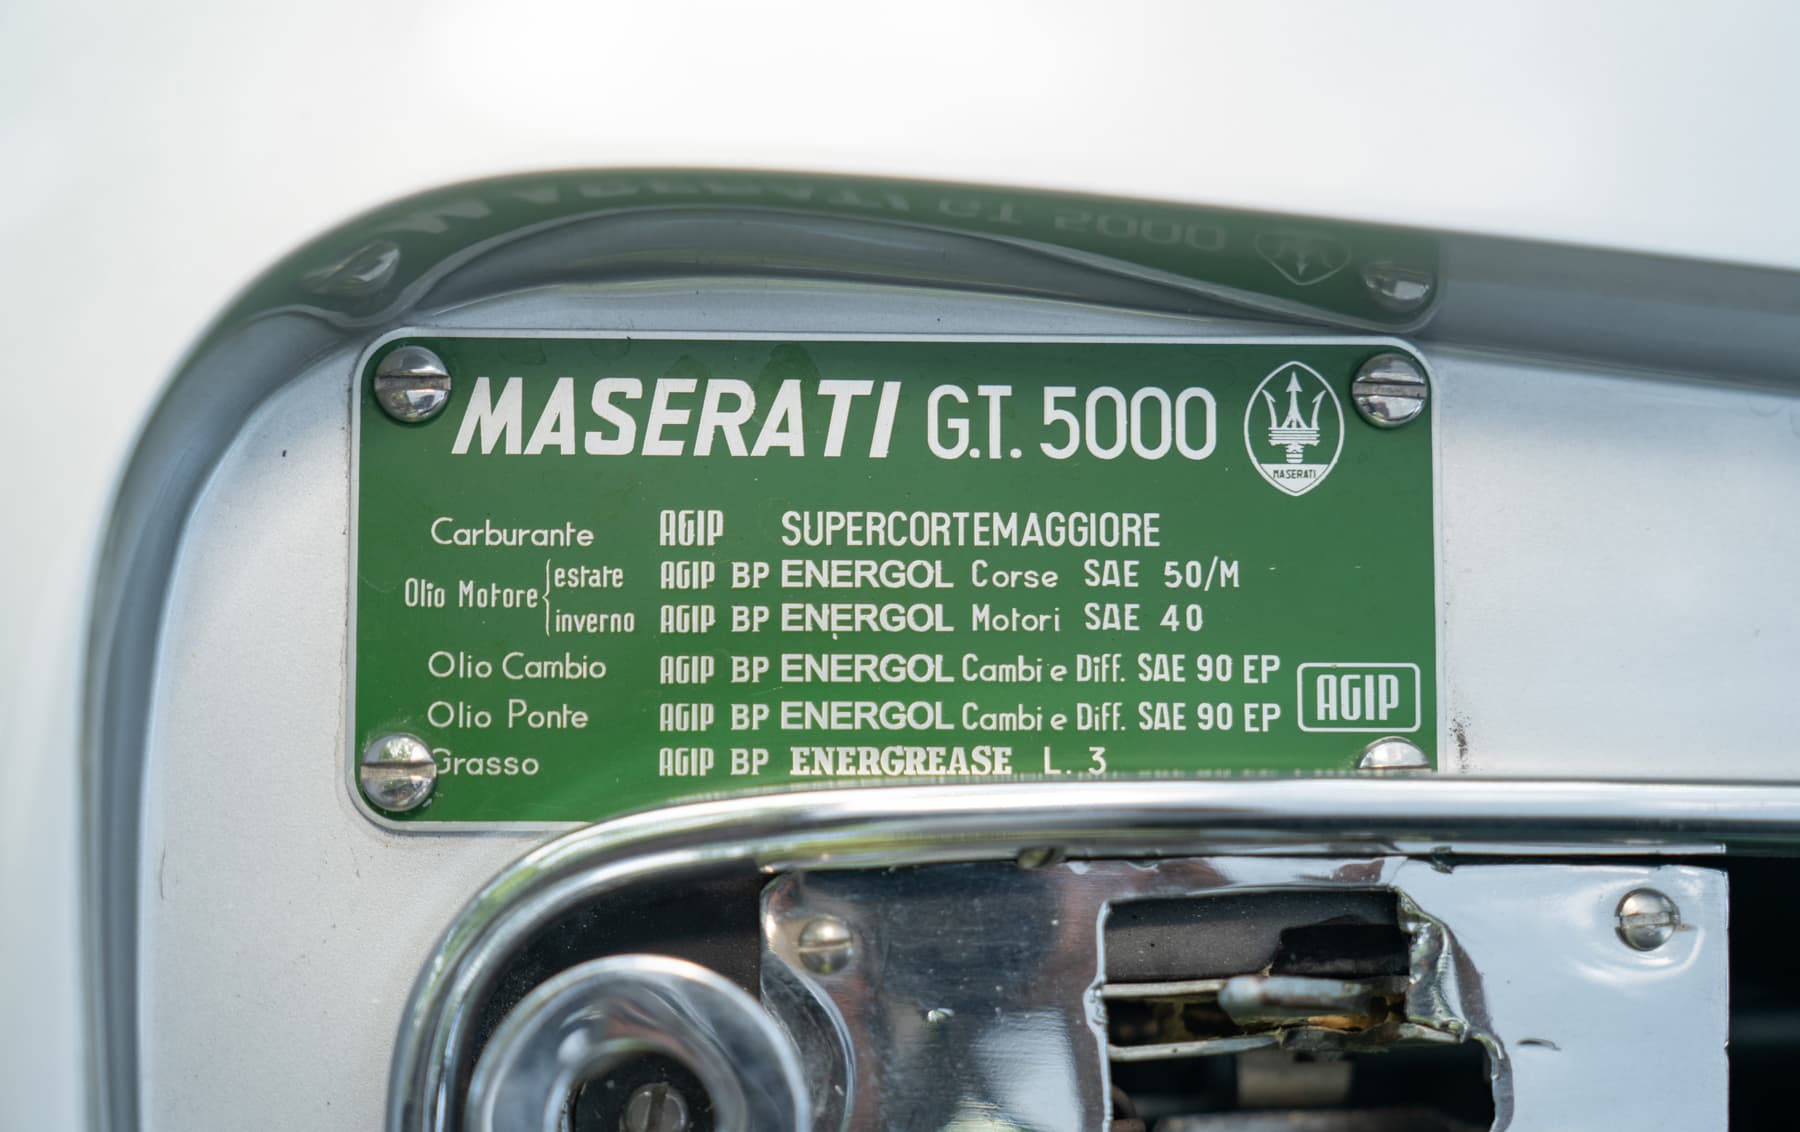 MASERATI G.T. 5000
MASERATI
Carburante AGIP SUPERCORTEMAGGIORE
Olio Motore { estate AGIP BP ENERGOL Corse SAE 50/M
inverno AGIP BP ENERGOL Motori SAE 40
Olio Cambio AGIP BP ENERGOL Cambi e Diff. SAE 90 EP
Olio Ponte AGIP BP ENERGOL Cambi e Diff. SAE 90 EP
AGIP
Grasso AGIP BP ENERGREASE L. 3